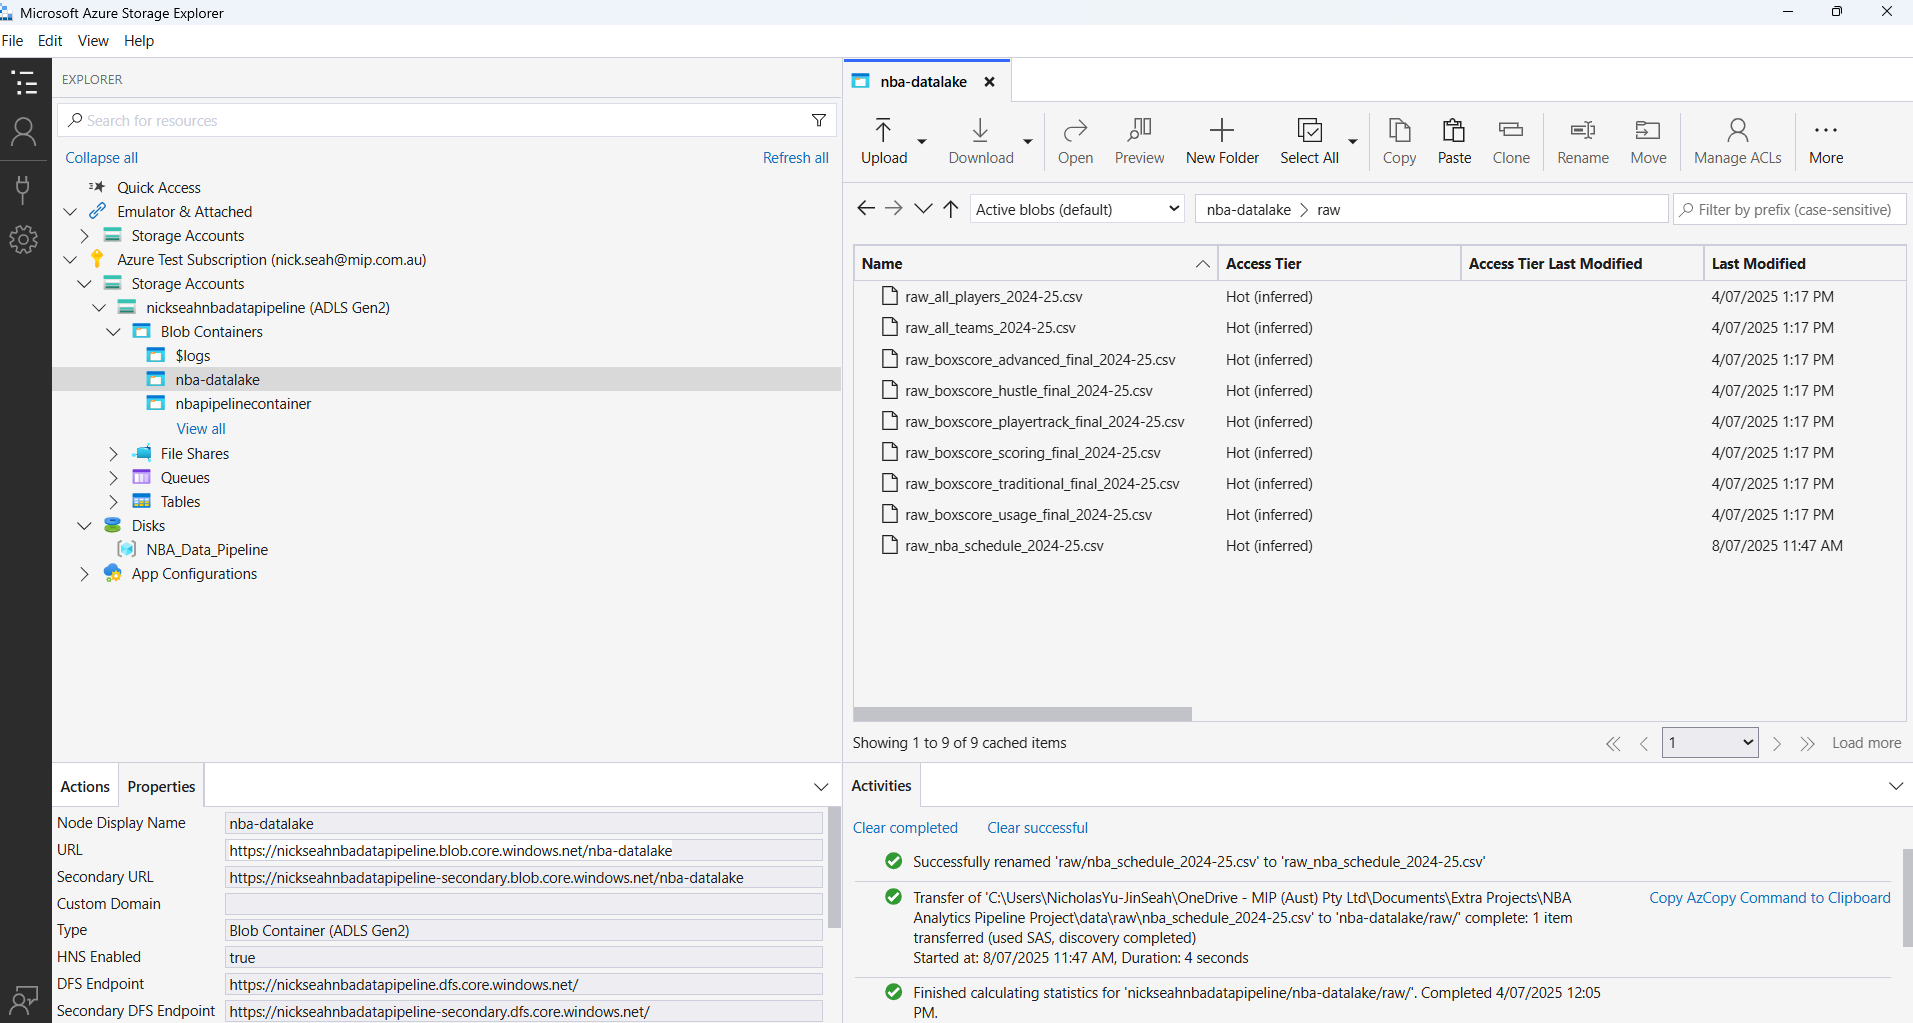 Microsoft Azure Storage Explorer
File Edit View Help
EXPLORER
Search for resources
Collapse all
Refresh all
Quick Access
Emulator & Attached
Storage Accounts
Azure Test Subscription (nick.seah@mip.com.au)
Storage Accounts
nickseahnbadatapipeline (ADLS Gen2)
Blob Containers
$logs
nba-datalake
nbapipelinecontainer
View all
File Shares
Queues
Tables
Disks
NBA_Data_Pipeline
App Configurations
Actions Properties
Node Display Name nba-datalake
URL https://nickseahnbadatapipeline.blob.core.windows.net/nba-datalake
Secondary URL https://nickseahnbadatapipeline-secondary.blob.core.windows.net/nba-datalake
Custom Domain
Type Blob Container (ADLS Gen2)
HNS Enabled true
DFS Endpoint https://nickseahnbadatapipeline.dfs.core.windows.net/
Secondary DFS Endpoint https://nickseahnbadatapipeline-secondary.dfs.core.windows.net/
nba-datalake
Upload Download Open Preview New Folder Select All Copy Paste Clone Rename Move Manage ACLs More
Active blobs (default) nba-datalake > raw Filter by prefix (case-sensitive)
Name Access Tier Access Tier Last Modified Last Modified
raw_all_players_2024-25.csv Hot (inferred) 4/07/2025 1:17 PM
raw_all_teams_2024-25.csv Hot (inferred) 4/07/2025 1:17 PM
raw_boxscore_advanced_final_2024-25.csv Hot (inferred) 4/07/2025 1:17 PM
raw_boxscore_hustle_final_2024-25.csv Hot (inferred) 4/07/2025 1:17 PM
raw_boxscore_playertrack_final_2024-25.csv Hot (inferred) 4/07/2025 1:17 PM
raw_boxscore_scoring_final_2024-25.csv Hot (inferred) 4/07/2025 1:17 PM
raw_boxscore_traditional_final_2024-25.csv Hot (inferred) 4/07/2025 1:17 PM
raw_boxscore_usage_final_2024-25.csv Hot (inferred) 4/07/2025 1:17 PM
raw_nba_schedule_2024-25.csv Hot (inferred) 8/07/2025 11:47 AM
Showing 1 to 9 of 9 cached items
1
Load more
Activities
Clear completed Clear successful
Successfully renamed 'raw/nba_schedule_2024-25.csv' to 'raw_nba_schedule_2024-25.csv'
Transfer of 'C:\Users\NicholasYu-JinSeah\OneDrive - MIP (Aust) Pty Ltd\Documents\Extra Projects\NBA
Analytics Pipeline Project\data\raw\nba_schedule_2024-25.csv' to 'nba-datalake/raw/' complete: 1 item
transferred (used SAS, discovery completed)
Started at: 8/07/2025 11:47 AM, Duration: 4 seconds
Copy AzCopy Command to Clipboard
Finished calculating statistics for 'nickseahnbadatapipeline/nba-datalake/raw/'. Completed 4/07/2025 12:05
PM.